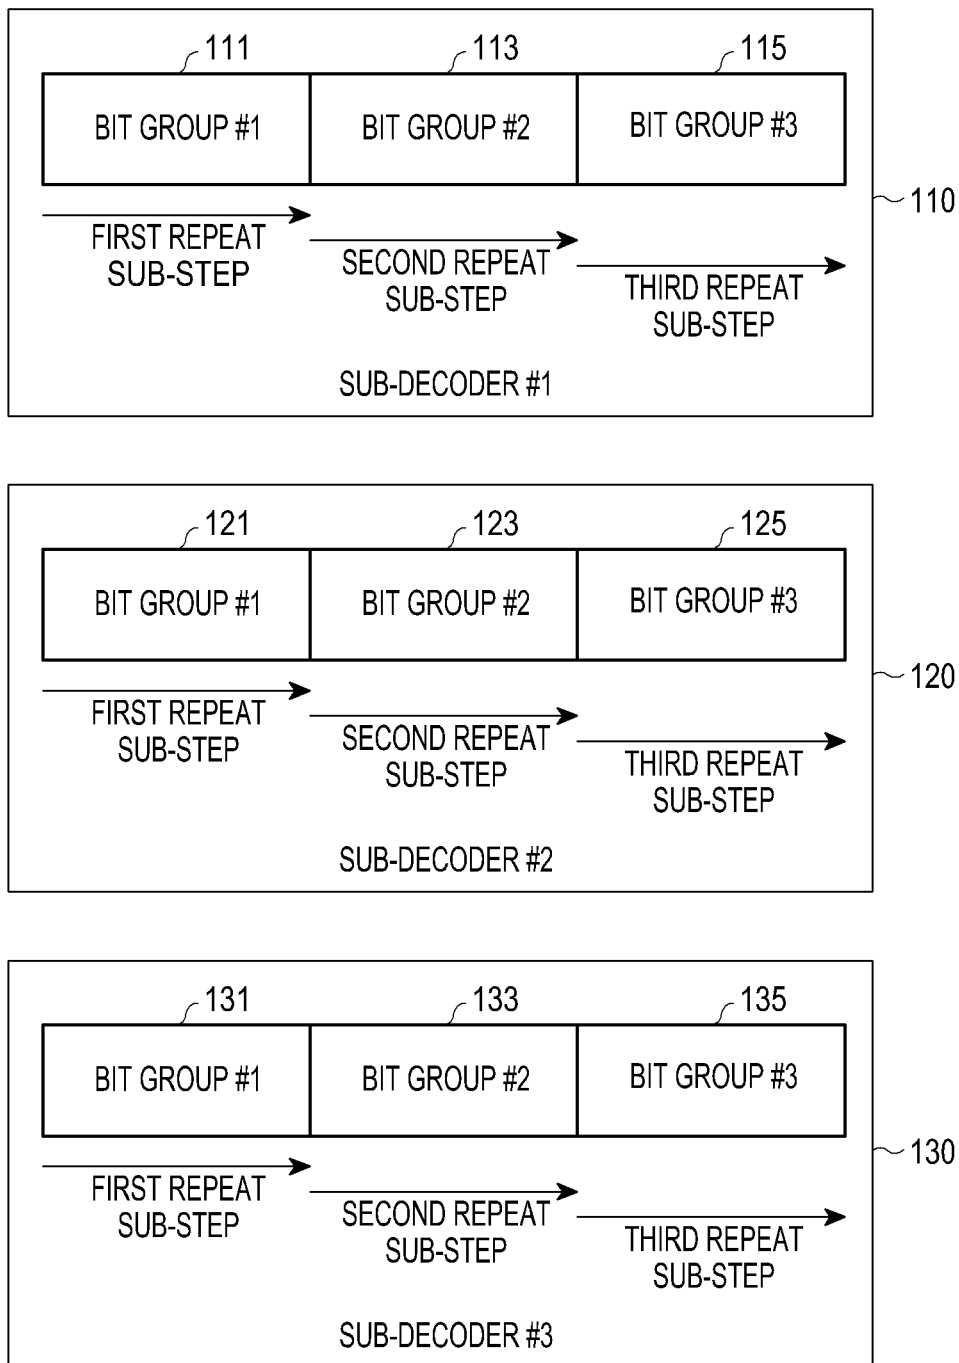 111 113 115
BIT GROUP #1 BIT GROUP #2 BIT GROUP #3
110
FIRST REPEAT
SUB-STEP
SECOND REPEAT
SUB-STEP
THIRD REPEAT
SUB-STEP
SUB-DECODER #1
121 123 125
BIT GROUP #1 BIT GROUP #2 BIT GROUP #3
120
FIRST REPEAT
SUB-STEP
SECOND REPEAT
SUB-STEP
THIRD REPEAT
SUB-STEP
SUB-DECODER #2
131 133 135
BIT GROUP #1 BIT GROUP #2 BIT GROUP #3
130
FIRST REPEAT
SUB-STEP
SECOND REPEAT
SUB-STEP
THIRD REPEAT
SUB-STEP
SUB-DECODER #3